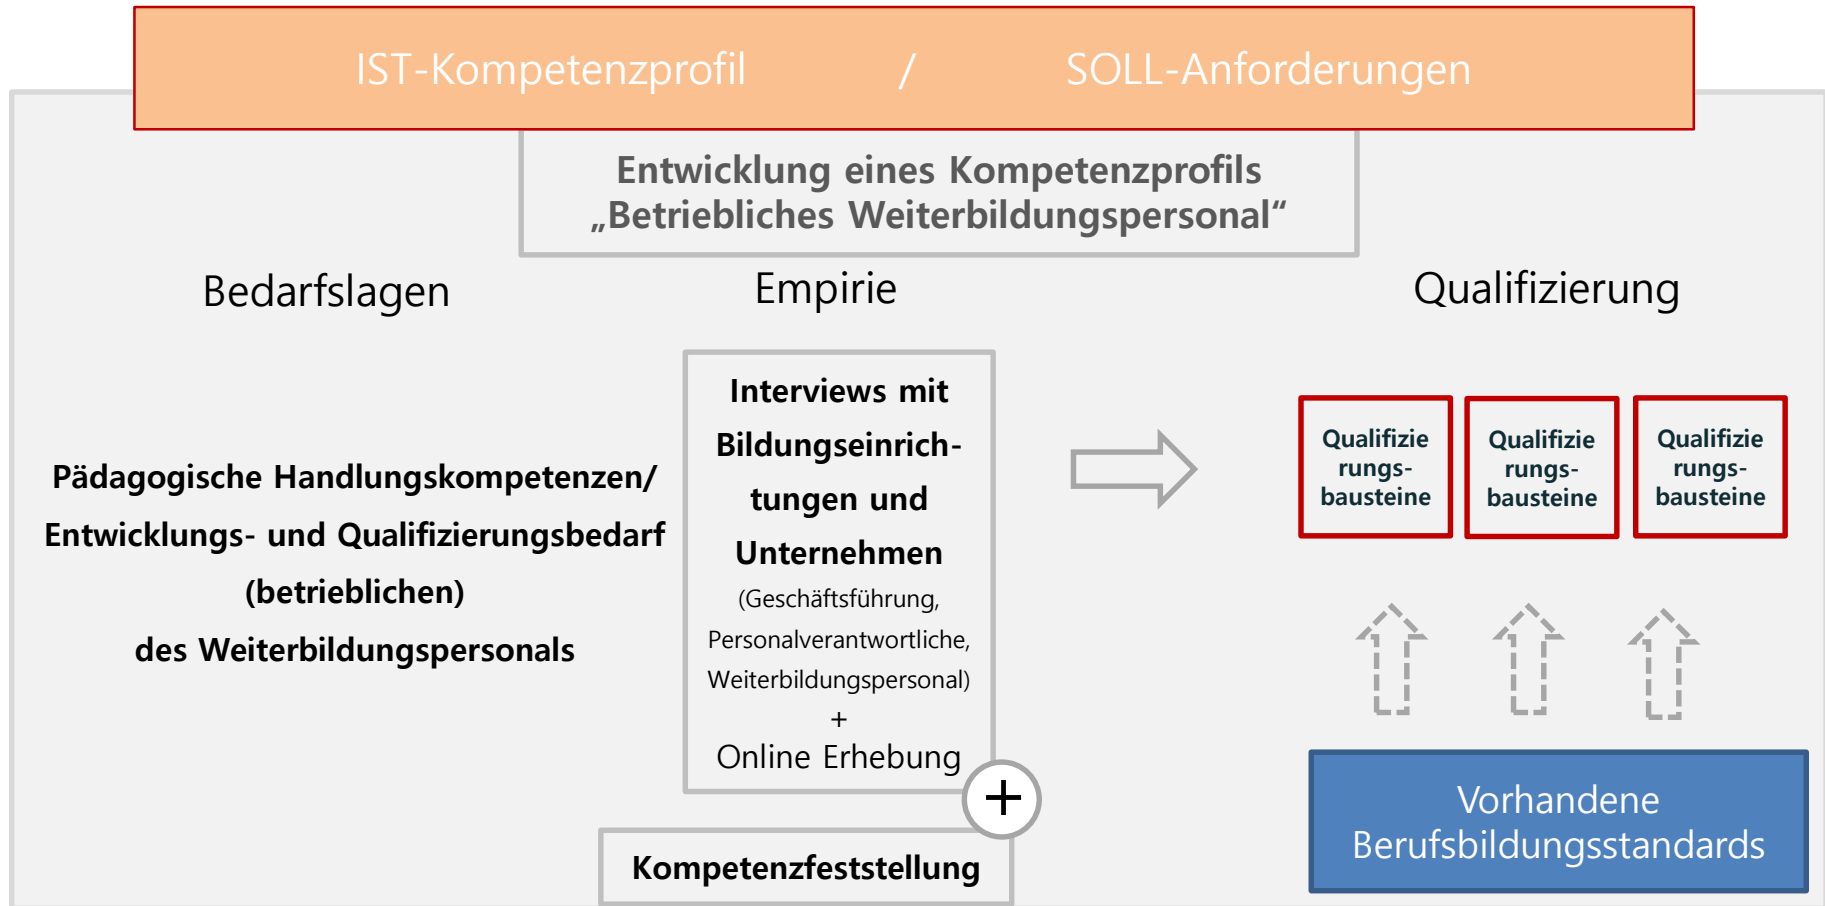 IST-Kompetenzprofil / SOLL-Anforderungen
Entwicklung eines Kompetenzprofils
„Betriebliches Weiterbildungspersonal“
Bedarfslagen
Pädagogische Handlungskompetenzen/
Entwicklungs- und Qualifizierungsbedarf
(betrieblichen)
des Weiterbildungspersonals
Empirie
Interviews mit
Bildungseinrich-
tungen und
Unternehmen
(Geschäftsführung,
Personalverantwortliche,
Weiterbildungspersonal)
+
Online Erhebung
+
Kompetenzfeststellung
Qualifizierung
Qualifizie
rungs-
bausteine
Qualifizie
rungs-
bausteine
Qualifizie
rungs-
bausteine
Vorhandene
Berufsbildungsstandards